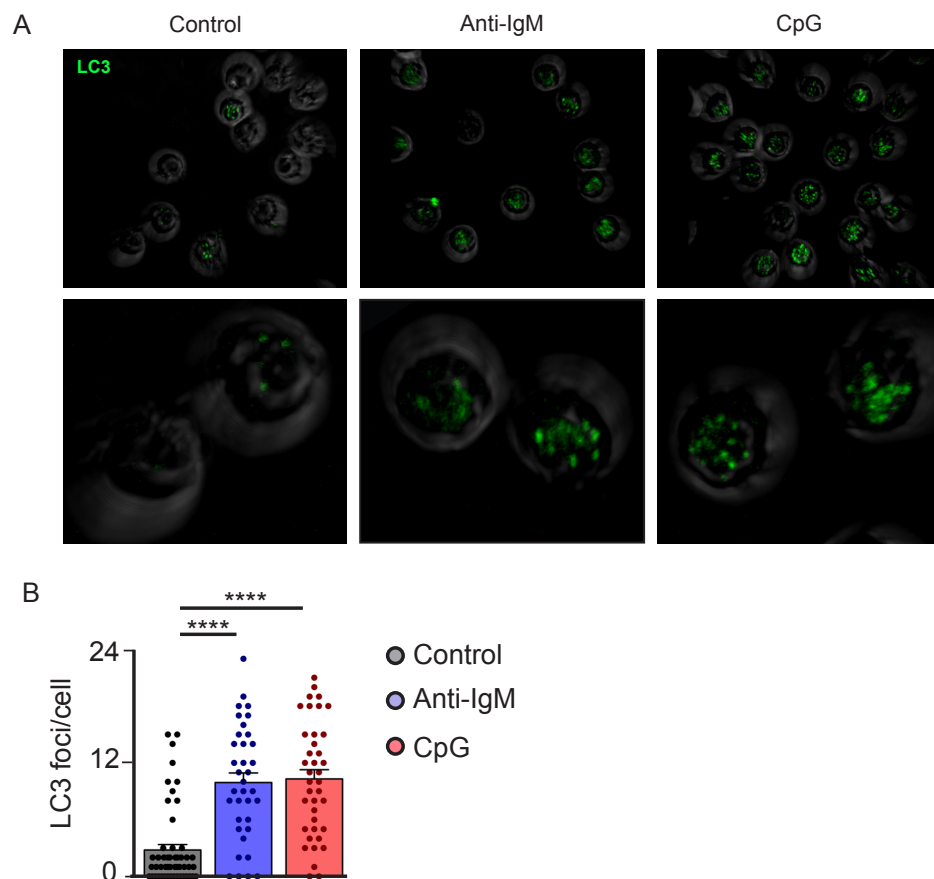 A
Control
Anti-IgM
CpG
LC3
B
****
****
24
12
0
LC3 foci/cell
Control
Anti-IgM
CpG